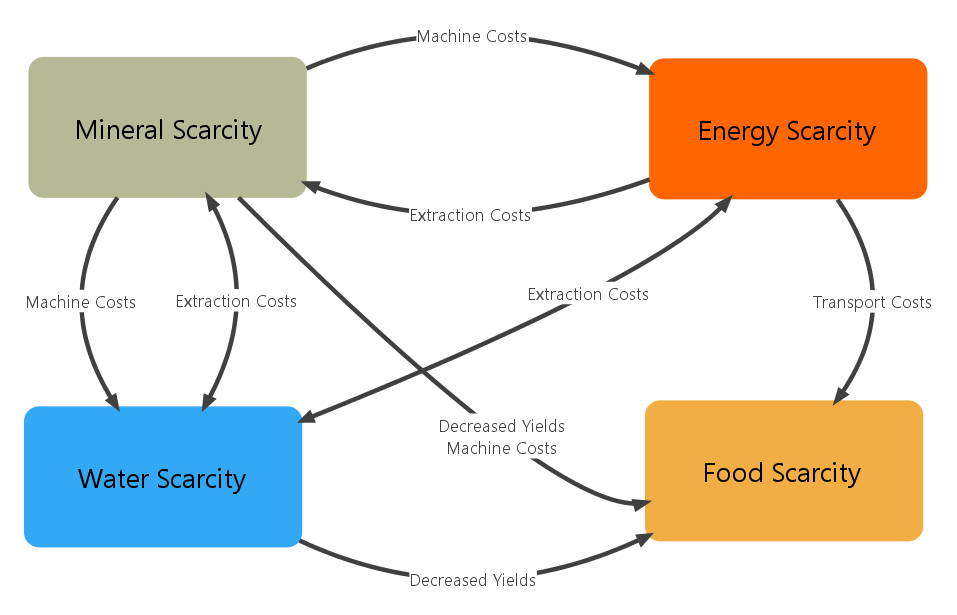 Machine Costs
Mineral Scarcity
Energy Scarcity
Extraction Costs
Extraction Costs
Machine Costs
Extraction Costs
Transport Costs
Decreased Yields
Machine Costs
Water Scarcity
Food Scarcity
Decreased Yields